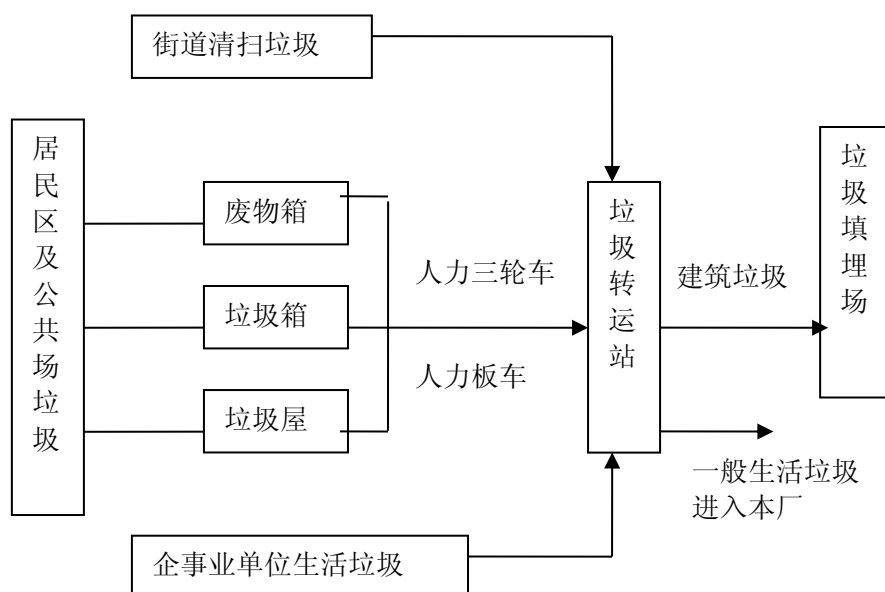 街道清扫垃圾
居民区及公共场垃圾
废物箱
垃圾箱
垃圾屋
人力三轮车
人力板车
垃圾转运站
建筑垃圾
垃圾填埋场
一般生活垃圾
进入本厂
企事业单位生活垃圾